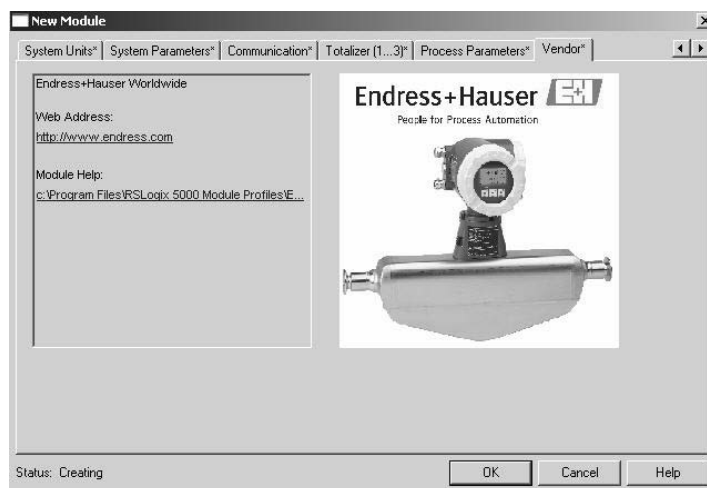 New Module
System Units* System Parameters* Communication* Totalizer (1...3)* Process Parameters* Vendor*
Endress+Hauser Worldwide
Web Address:
http://www.endress.com
Module Help:
c:\Program Files\RSLogix 5000 Module Profiles\E...
Endress+Hauser EH
People for Process Automation
Status: Creating
OK Cancel Help